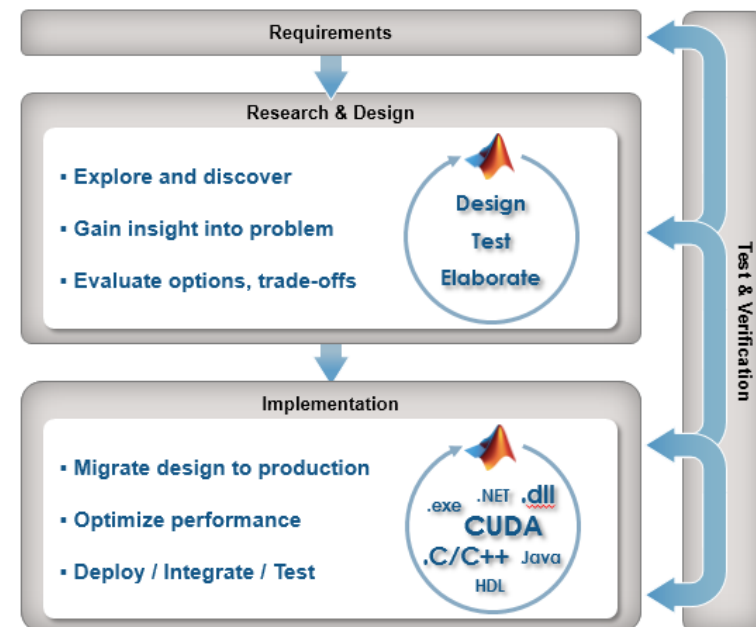 Requirements
Research & Design
▪ Explore and discover
▪ Gain insight into problem
▪ Evaluate options, trade-offs
Design
Test
Elaborate
Implementation
▪ Migrate design to production
▪ Optimize performance
▪ Deploy / Integrate / Test
.exe .NET .dll
CUDA
.C/C++ Java
HDL
Test & Verification